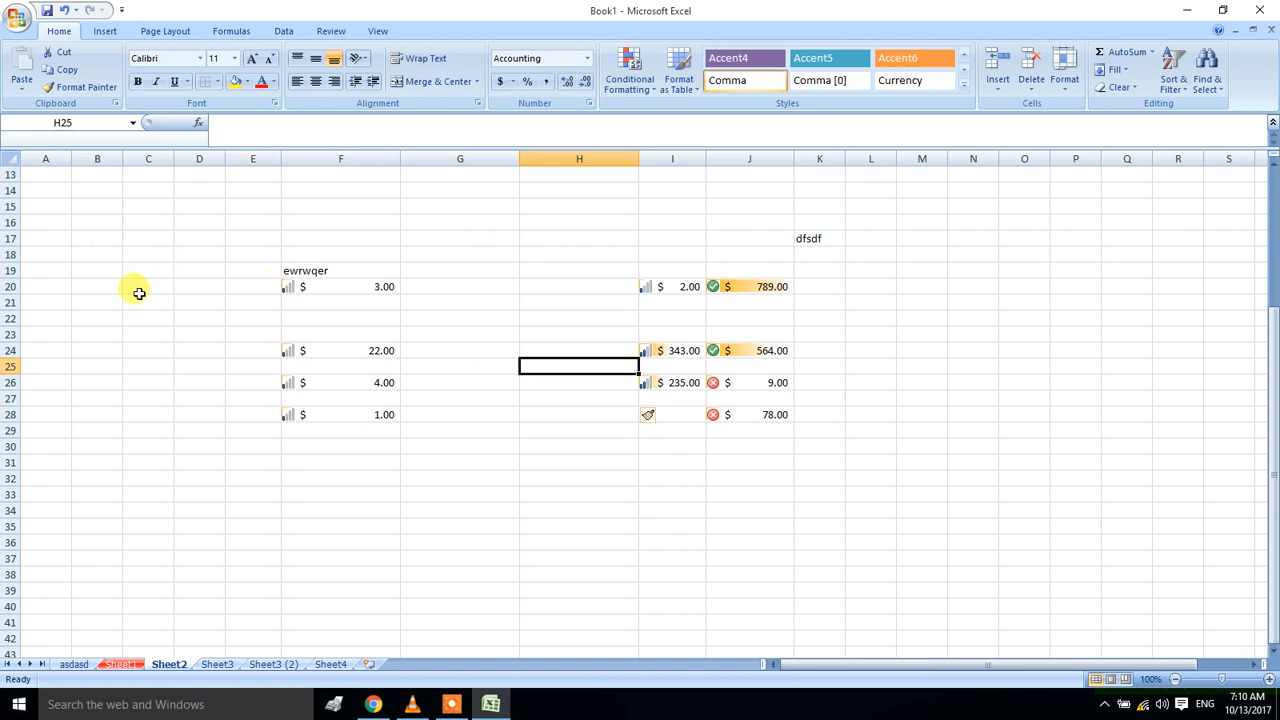 Book1 - Microsoft Excel
Home Insert Page Layout Formulas Data Review View
Paste Cut Calibri 11 Wrap Text Accounting Conditional Formatting Format as Table Accent4 Accent5 Accent6 Insert Delete Format AutoSum Sort & Filter Find & Select
Copy Fill
Format Painter B I U A Merge & Center $ % , Comma Comma [0] Currency Clear
Clipboard Font Alignment Number Styles Cells Editing
H25 fx
A B C D E F G H I J K L M N O P Q R S
13
14
15
16
17 dfsdf
18
19 ewrwqer
20 $ 3.00 $ 2.00 $ 789.00
21
22
23
24 $ 22.00 $ 343.00 $ 564.00
25
26 $ 4.00 $ 235.00 $ 9.00
27
28 $ 1.00 $ 78.00
29
30
31
32
33
34
35
36
37
38
39
40
41
42
asdasd Sheet1 Sheet2 Sheet3 Sheet3 (2) Sheet4
Ready 100%
Search the web and Windows ENG 7:10 AM
10/13/2017